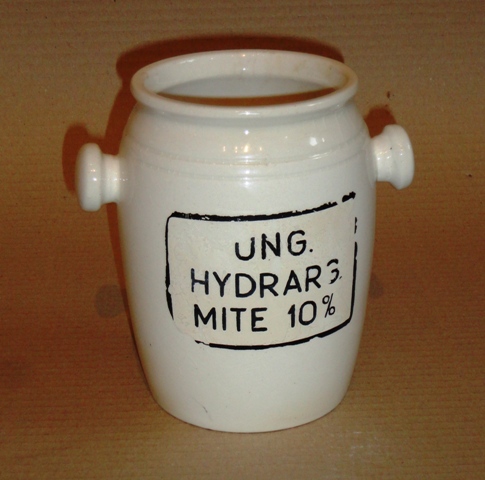 UNG.
HYDRARG.
MITE 10%